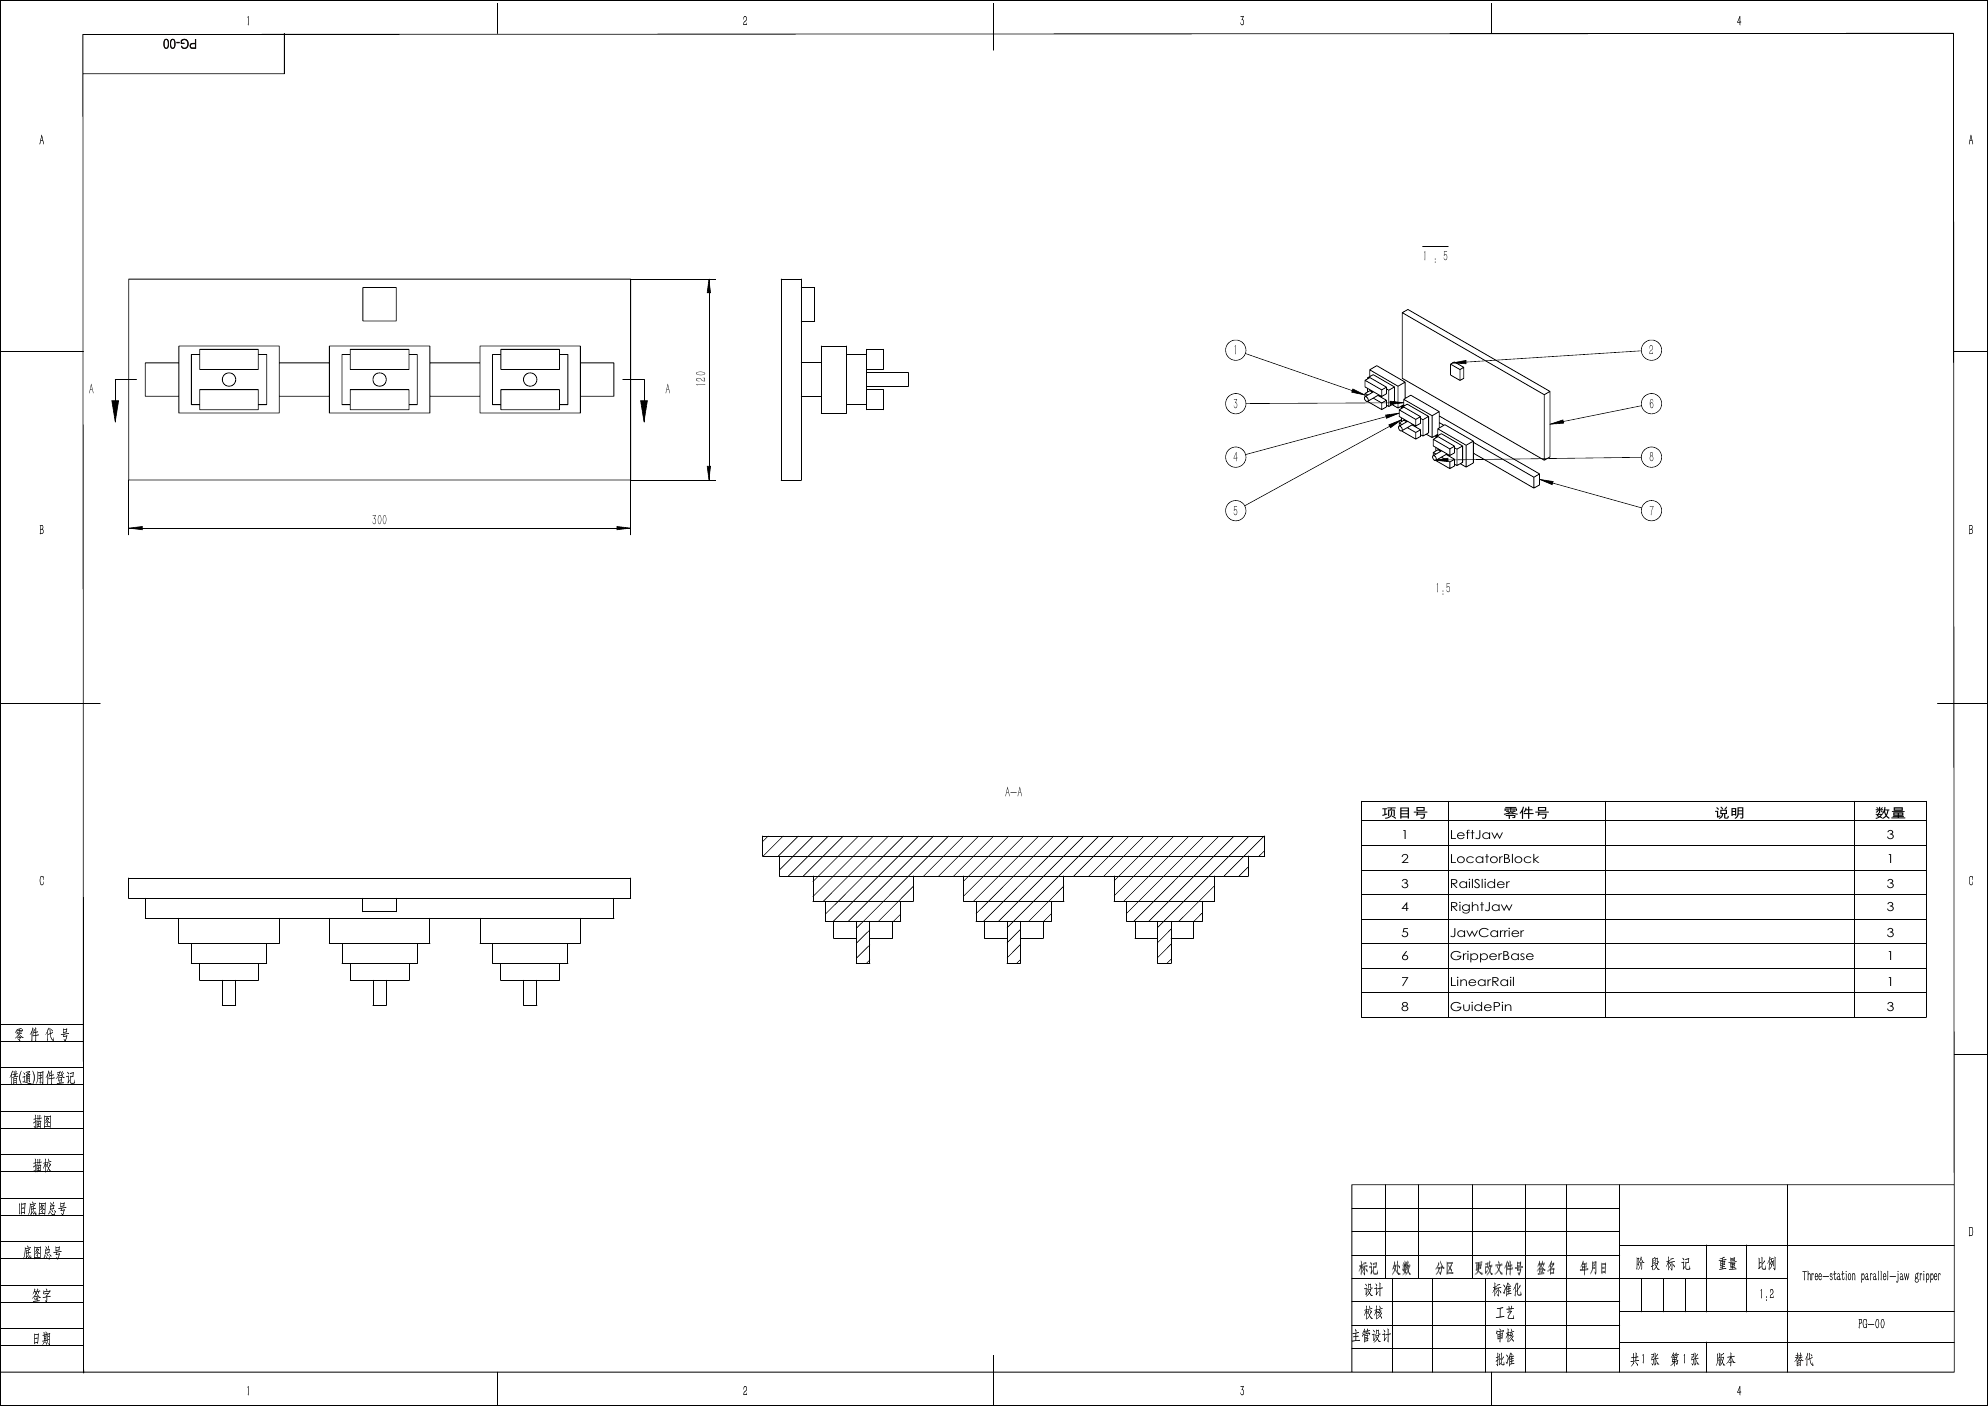 1 2 3 4
PG-00
A A
1 : 5
1 2
A A
120
3 6
4 8
5 7
300
B B
1:5
A-A
项目号 零件号 说明 数量
1 LeftJaw 3
2 LocatorBlock 1
3 RailSlider 3
4 RightJaw 3
5 JawCarrier 3
6 GripperBase 1
7 LinearRail 1
8 GuidePin 3
C C
零件代号
借(通)用件登记
描图
描校
旧底图总号
底图总号
签字
日期
D
标记 处数 分区 更改文件号 签名 年月日
设计 标准化
校核 工艺
主管设计 审核
批准
阶段标记 重量 比例
1:2
Three-station parallel-jaw gripper
PG-00
共1张 第1张 版本 替代
1 2 3 4